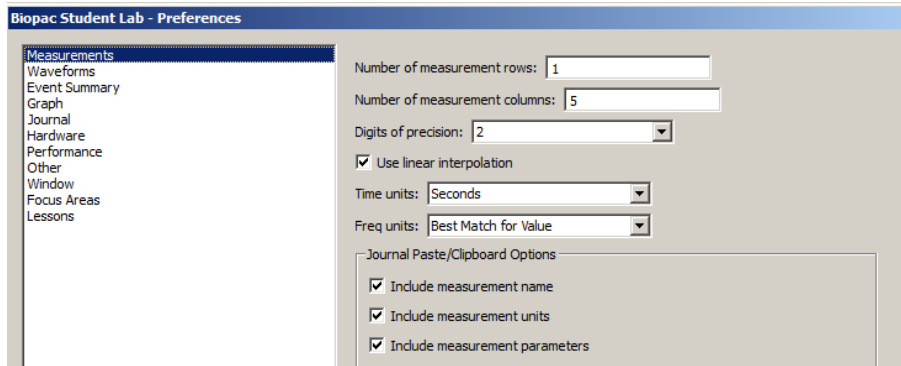 Biopac Student Lab - Preferences
Measurements
Waveforms
Event Summary
Graph
Journal
Hardware
Performance
Other
Window
Focus Areas
Lessons
Number of measurement rows: 1
Number of measurement columns: 5
Digits of precision: 2
Use linear interpolation
Time units: Seconds
Freq units: Best Match for Value
Journal Paste/Clipboard Options
Include measurement name
Include measurement units
Include measurement parameters